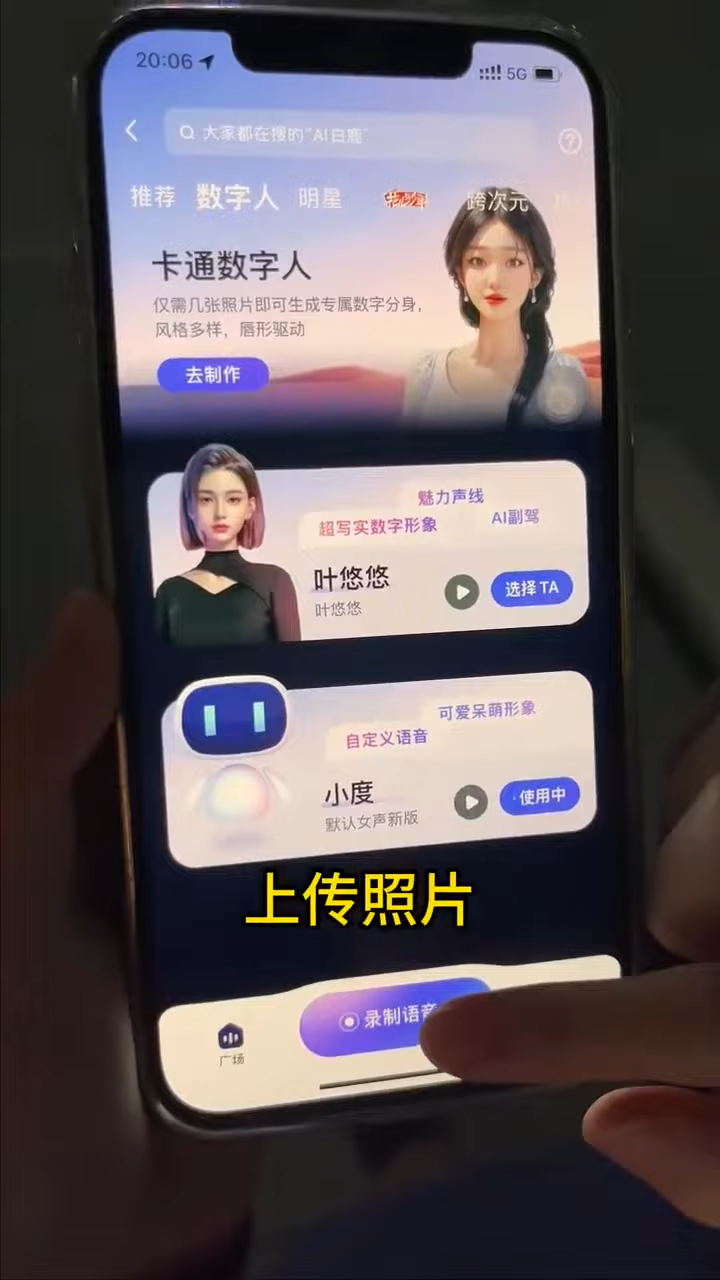 20:06
5G
大家都在搜的"AI白鹿"
推荐 数字人 明星 跨次元
卡通数字人
仅需几张照片即可生成专属数字分身，
风格多样，唇形驱动
去制作
魅力声线
超写实数字形象 AI副驾
叶悠悠
叶悠悠
选择TA
可爱呆萌形象
自定义语音
小度
默认女声新版
使用中
上传照片
录制语音
广场